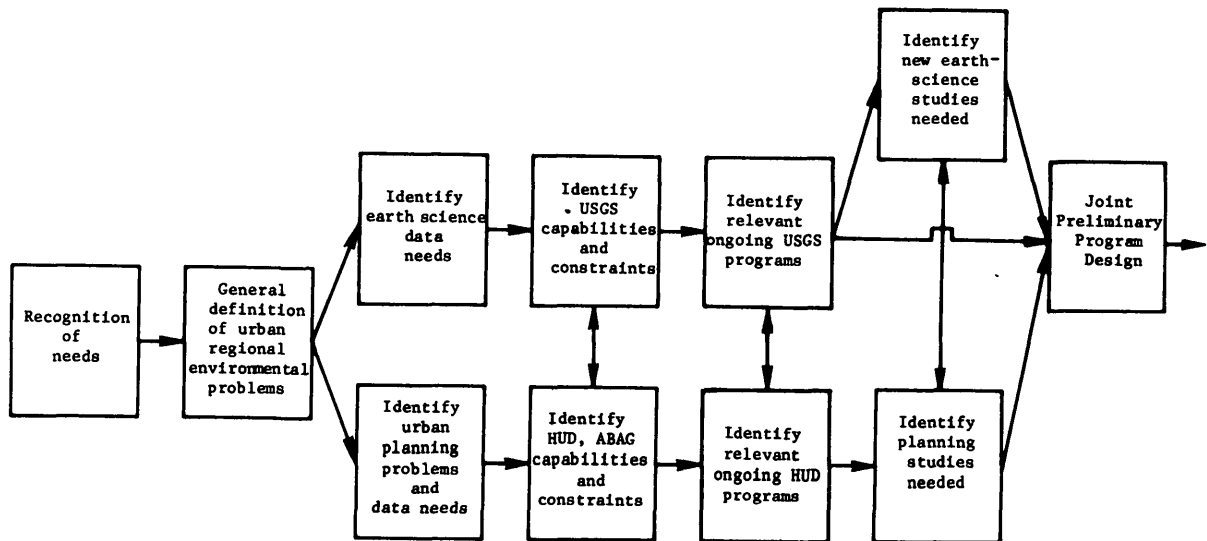 Recognition
of
needs
General
definition
of urban
regional
environmental
problems
Identify
earth science
data
needs
Identify
USGS
capabilities
and
constraints
Identify
relevant
ongoing USGS
programs
Identify
new earth-
science
studies
needed
Joint
Preliminary
Program
Design
Identify
urban
planning
problems
and
data needs
Identify
HUD, ABAG
capabilities
and
constraints
Identify
relevant
ongoing HUD
programs
Identify
planning
studies
needed